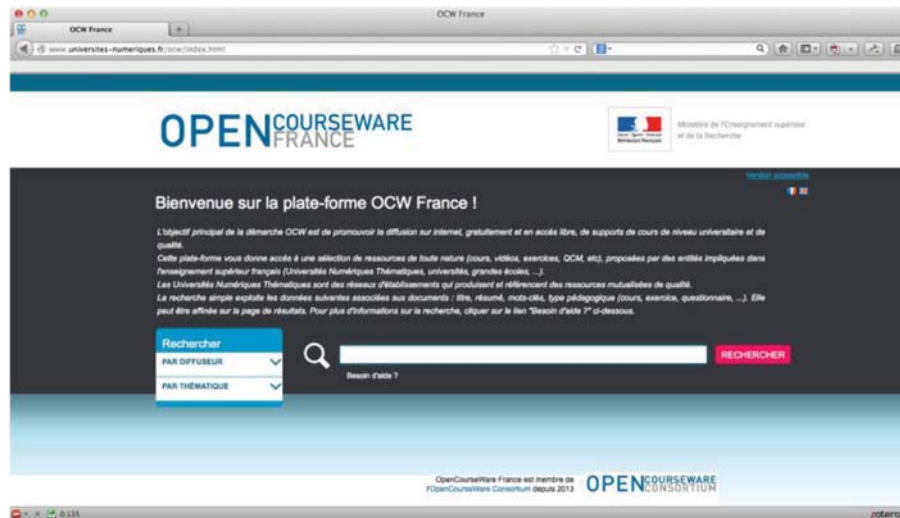 OCW France
OCW France
www.universites-numeriques.fr/ocw/index.html
OPENCOURSEWARE
FRANCE
Ministère de l'Enseignement supérieur
et de la Recherche
Version accessible
Bienvenue sur la plate-forme OCW France !
L'objectif principal de la démarche OCW est de promouvoir la diffusion sur internet, gratuitement et en accès libre, de supports de cours de niveau universitaire et de
qualité.
Cette plate-forme vous donne accès à une sélection de ressources de toute nature (cours, vidéos, exercices, QCM, etc), proposées par des entités impliquées dans
l'enseignement supérieur français (Universités Numériques Thématiques, universités, grandes écoles, ...).
Les Universités Numériques Thématiques sont des réseaux d'établissements qui produisent et référencent des ressources mutualisées de qualité.
La recherche simple exploite les données suivantes associées aux documents : titre, résumé, mots-clés, type pédagogique (cours, exercice, questionnaire, ...). Elle
peut être affinée sur la page de résultats. Pour plus d'informations sur la recherche, cliquer sur le lien "Besoin d'aide ?" ci-dessous.
Rechercher
PAR DIFFUSEUR
PAR THÉMATIQUE
RECHERCHER
Besoin d'aide ?
OpenCourseWare France est membre de
l'OpenCourseWare Consortium depuis 2013
OPENCOURSEWARE
CONSORTIUM
0:135
zotero